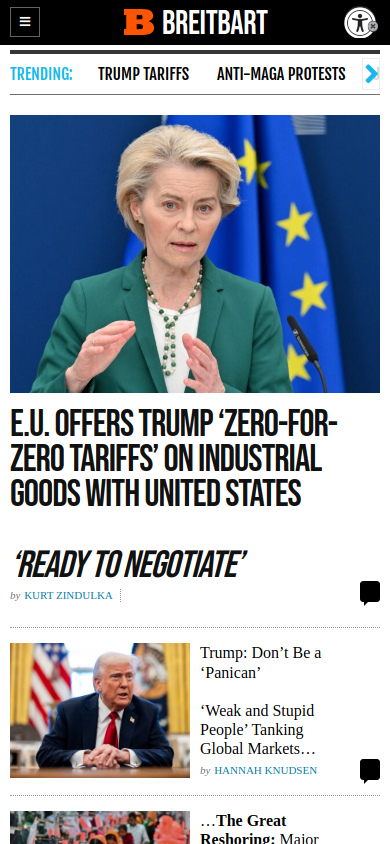 B BREITBART
TRENDING:
TRUMP TARIFFS
ANTI-MAGA PROTESTS
E.U. OFFERS TRUMP ‘ZERO-FOR-
ZERO TARIFFS’ ON INDUSTRIAL
GOODS WITH UNITED STATES
‘READY TO NEGOTIATE’
by KURT ZINDULKA
Trump: Don’t Be a
‘Panican’
‘Weak and Stupid
People’ Tanking
Global Markets…
by HANNAH KNUDSEN
…The Great
Reshoring: Major